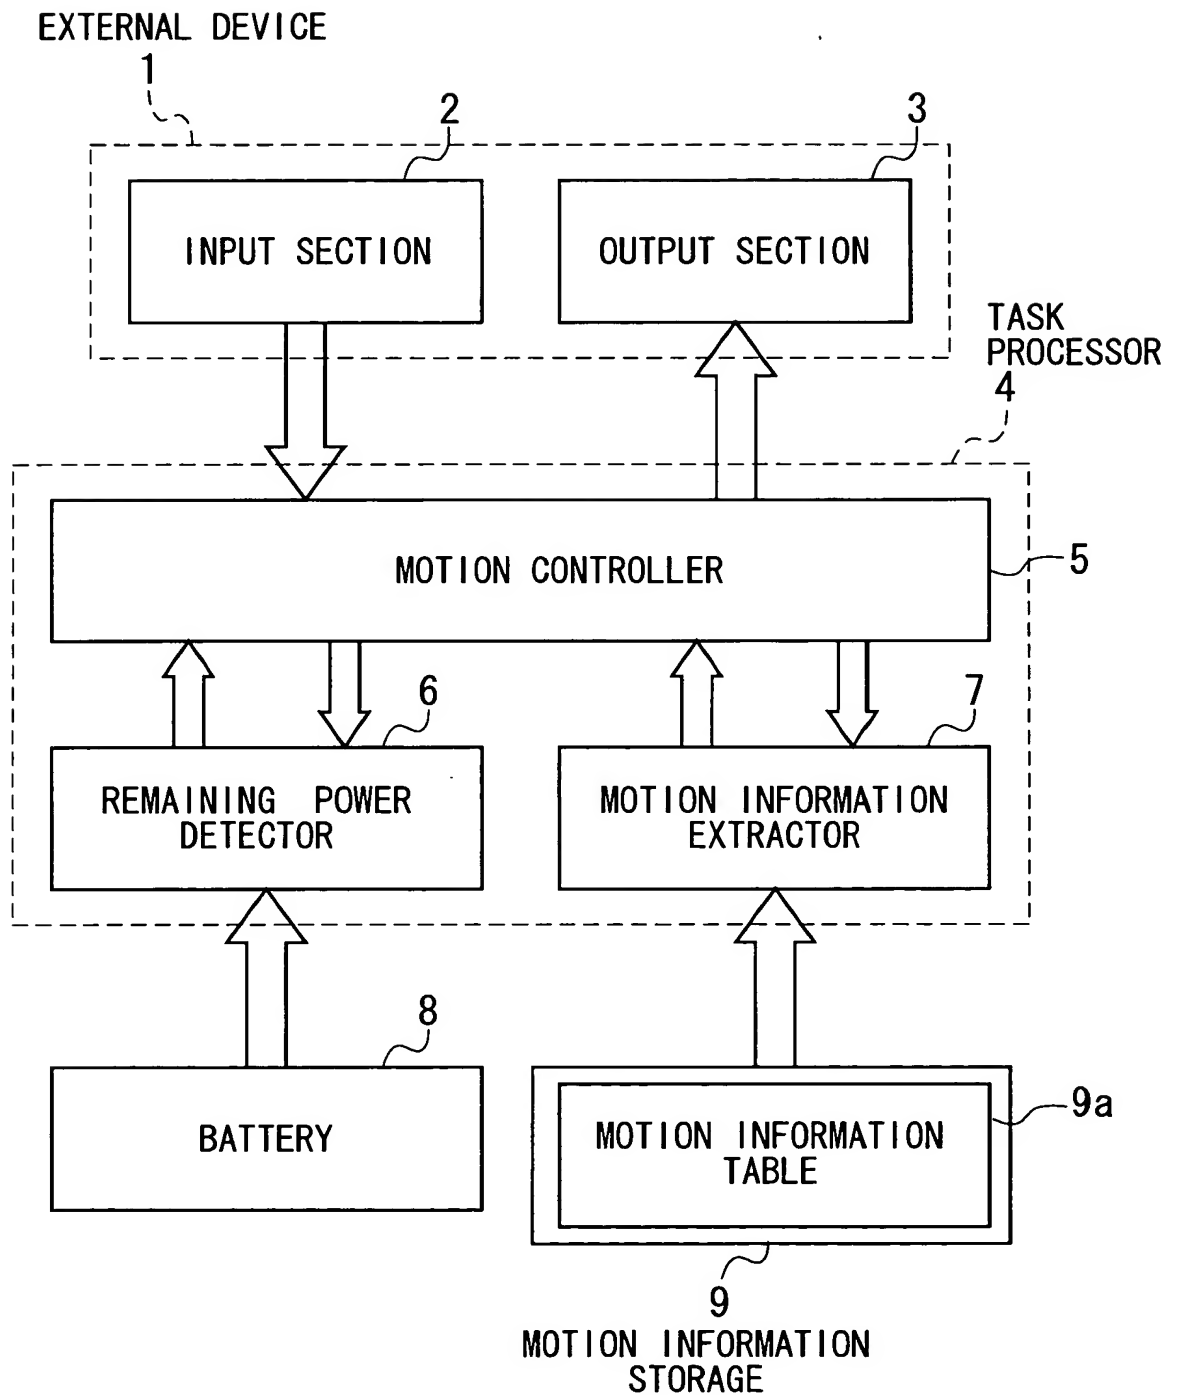 EXTERNAL DEVICE
1
2
3
INPUT SECTION
OUTPUT SECTION
TASK
PROCESSOR
4
MOTION CONTROLLER
5
6
7
REMAINING POWER
DETECTOR
MOTION INFORMATION
EXTRACTOR
8
BATTERY
9a
MOTION INFORMATION
TABLE
9
MOTION INFORMATION
STORAGE